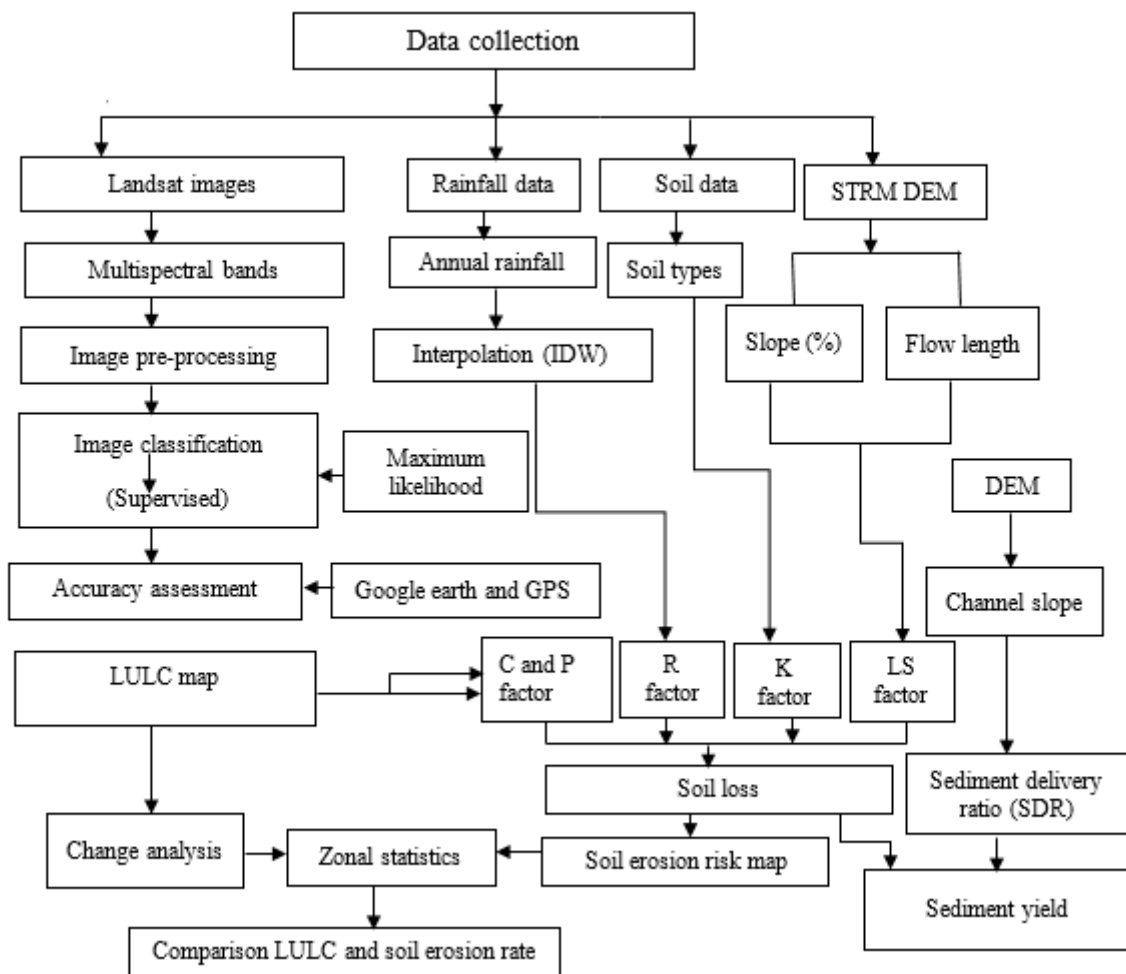 Data collection
Landsat images
Rainfall data
Soil data
STRM DEM
Multispectral bands
Annual rainfall
Soil types
Image pre-processing
Interpolation (IDW)
Slope (%)
Flow length
Image classification
(Supervised)
Maximum
likelihood
DEM
Accuracy assessment
Google earth and GPS
Channel slope
LULC map
C and P
factor
R
factor
K
factor
LS
factor
Soil loss
Sediment delivery
ratio (SDR)
Change analysis
Zonal statistics
Soil erosion risk map
Sediment yield
Comparison LULC and soil erosion rate